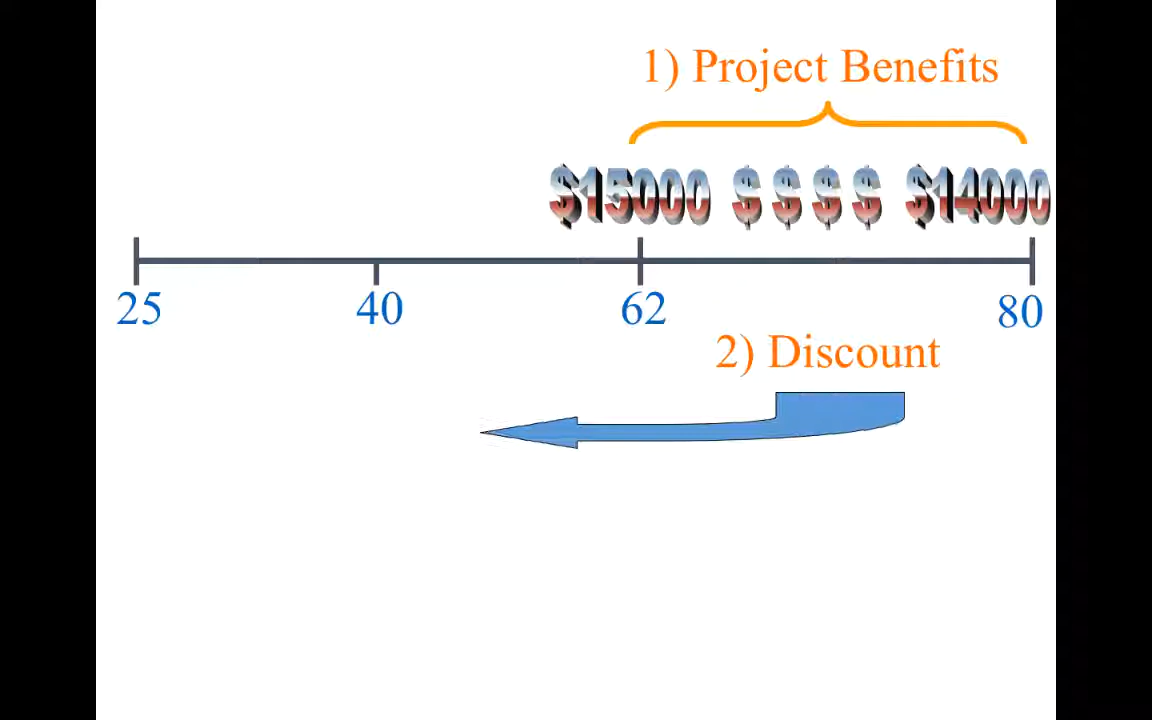 1) Project Benefits
$15000 $ $ $ $ $14000
25 40 62 80
2) Discount